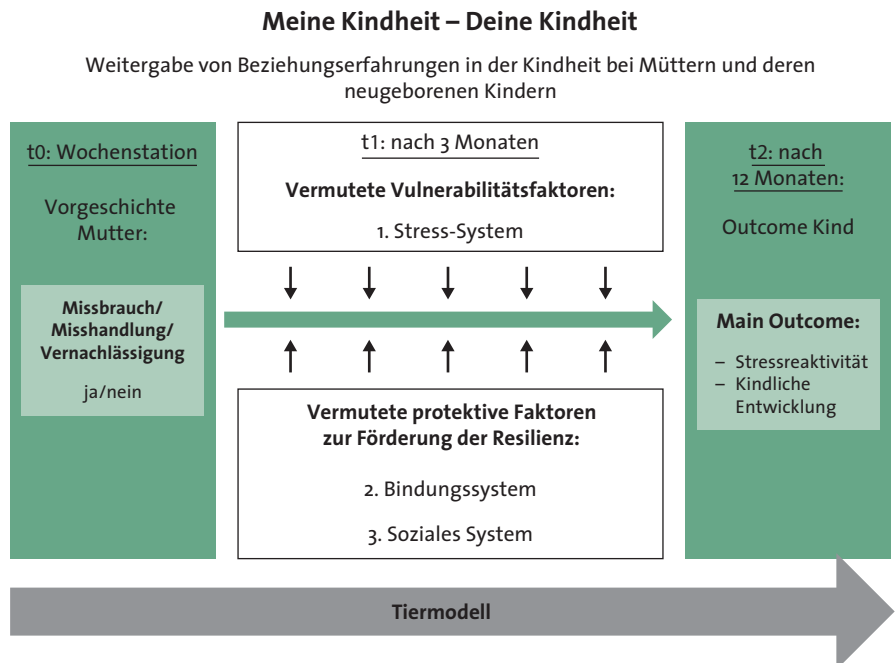 Meine Kindheit – Deine Kindheit
Weitergabe von Beziehungserfahrungen in der Kindheit bei Müttern und deren
neugeborenen Kindern
t0: Wochenstation
Vorgeschichte
Mutter:
Missbrauch/
Misshandlung/
Vernachlässigung
ja/nein
t1: nach 3 Monaten
Vermutete Vulnerabilitätsfaktoren:
1. Stress-System
Vermutete protektive Faktoren
zur Förderung der Resilienz:
2. Bindungssystem
3. Soziales System
t2: nach
12 Monaten:
Outcome Kind
Main Outcome:
– Stressreaktivität
– Kindliche
Entwicklung
Tiermodell